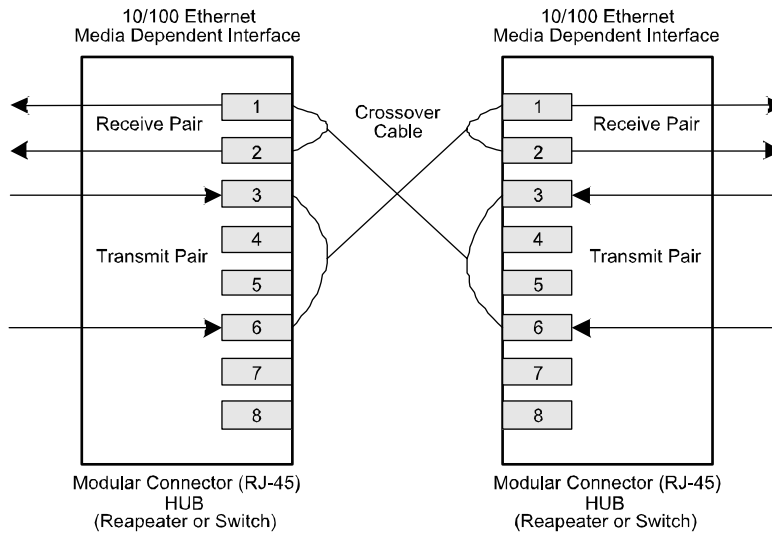 10/100 Ethernet
Media Dependent Interface
1
Receive Pair
2
3
4
Transmit Pair
5
6
7
8
Modular Connector (RJ-45)
HUB
(Reapeater or Switch)
Crossover
Cable
10/100 Ethernet
Media Dependent Interface
1
Receive Pair
2
3
4
Transmit Pair
5
6
7
8
Modular Connector (RJ-45)
HUB
(Reapeater or Switch)